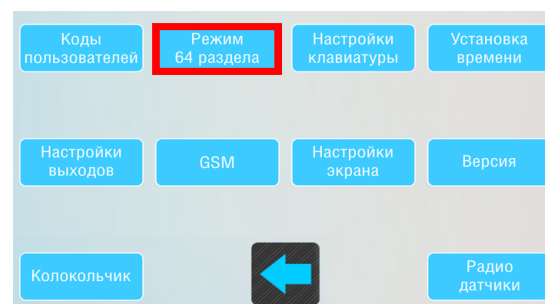 Коды
пользователей
Режим
64 раздела
Настройки
клавиатуры
Установка
времени
Настройки
выходов
GSM
Настройки
экрана
Версия
Колокольчик
Радио
датчики